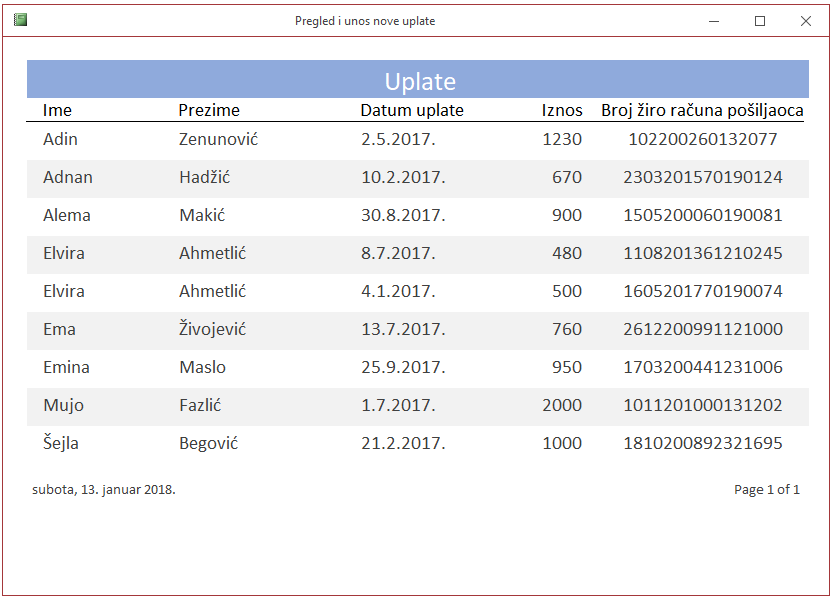 Pregled i unos nove uplate
Uplate
Ime Prezime Datum uplate Iznos Broj žiro računa pošiljaoca
Adin Zenunović 2.5.2017. 1230 102200260132077
Adnan Hadžić 10.2.2017. 670 2303201570190124
Alema Makić 30.8.2017. 900 1505200060190081
Elvira Ahmetlić 8.7.2017. 480 1108201361210245
Elvira Ahmetlić 4.1.2017. 500 1605201770190074
Ema Živojević 13.7.2017. 760 2612200991121000
Emina Maslo 25.9.2017. 950 1703200441231006
Mujo Fazlić 1.7.2017. 2000 1011201000131202
Šejla Begović 21.2.2017. 1000 1810200892321695
subota, 13. januar 2018. Page 1 of 1